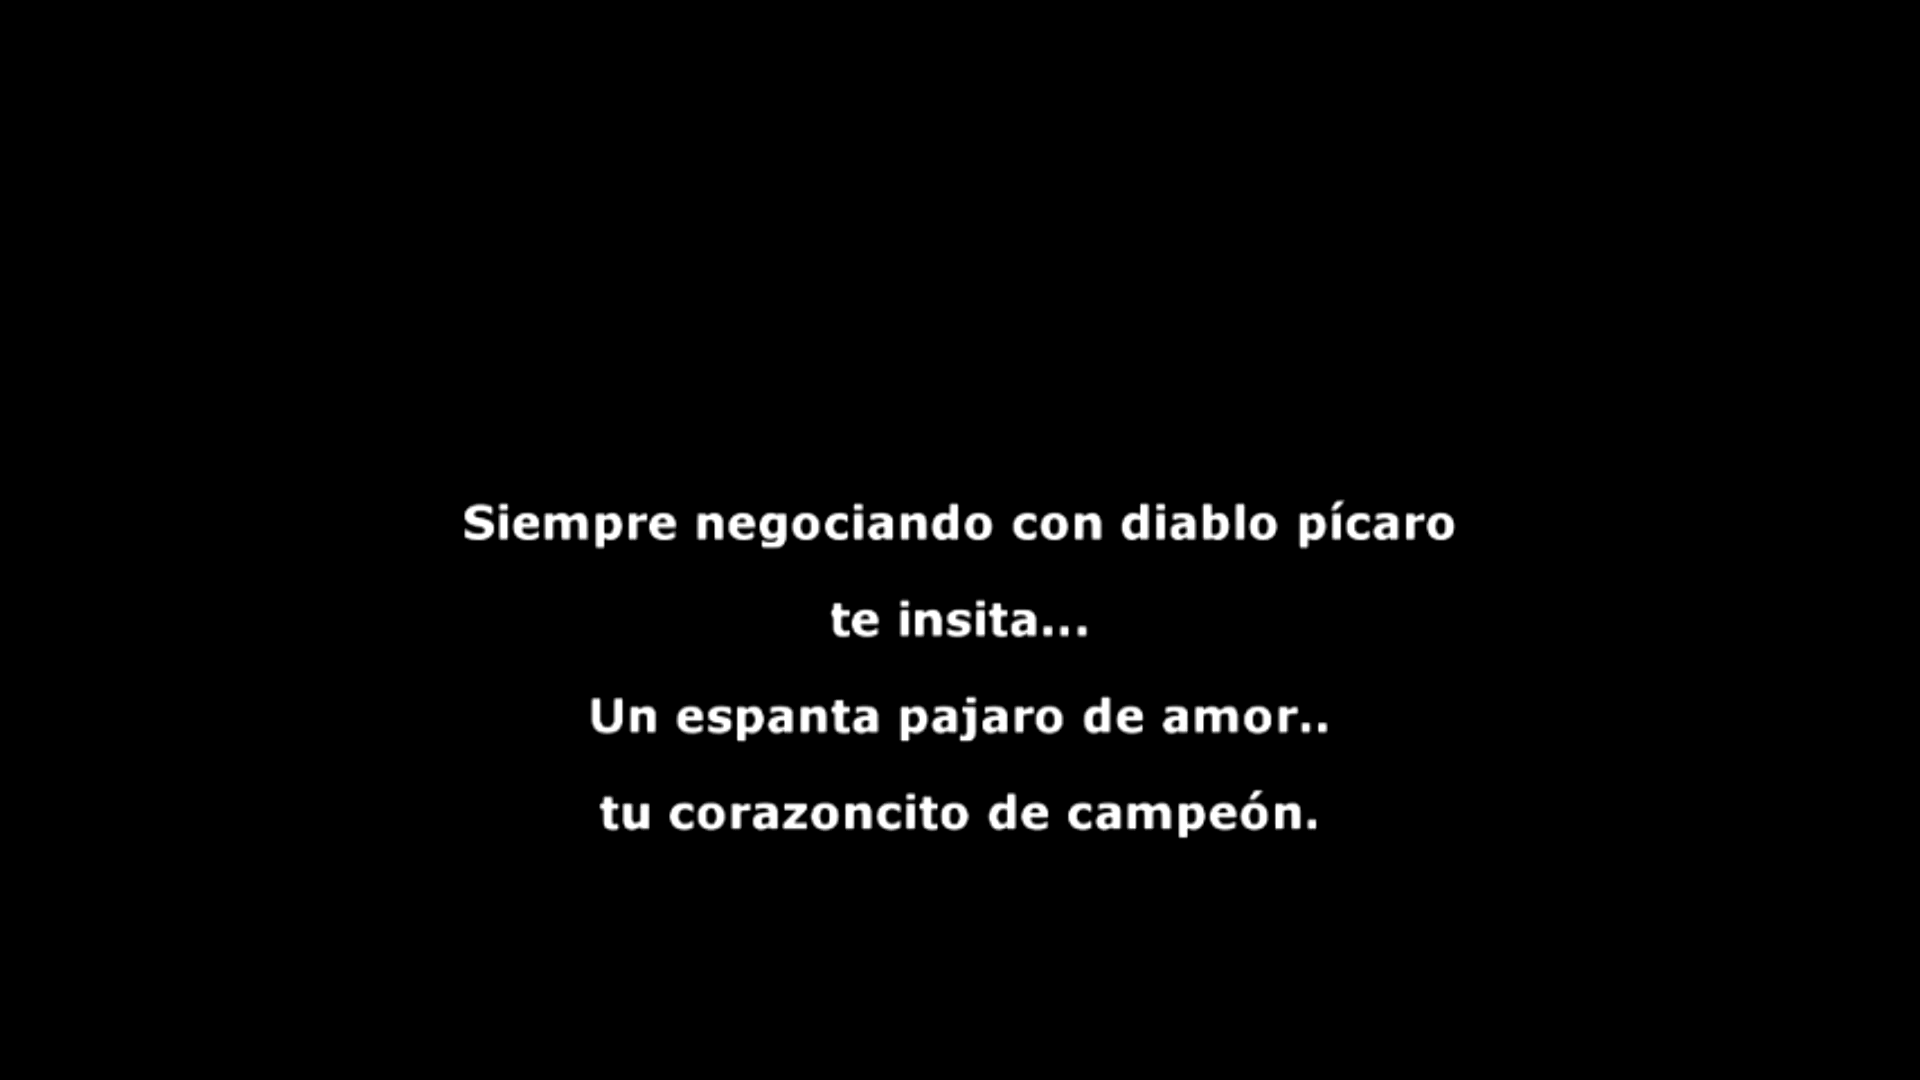 Siempre negociando con diablo pícaro
te insita...
Un espanta pajaro de amor..
tu corazoncito de campeón.